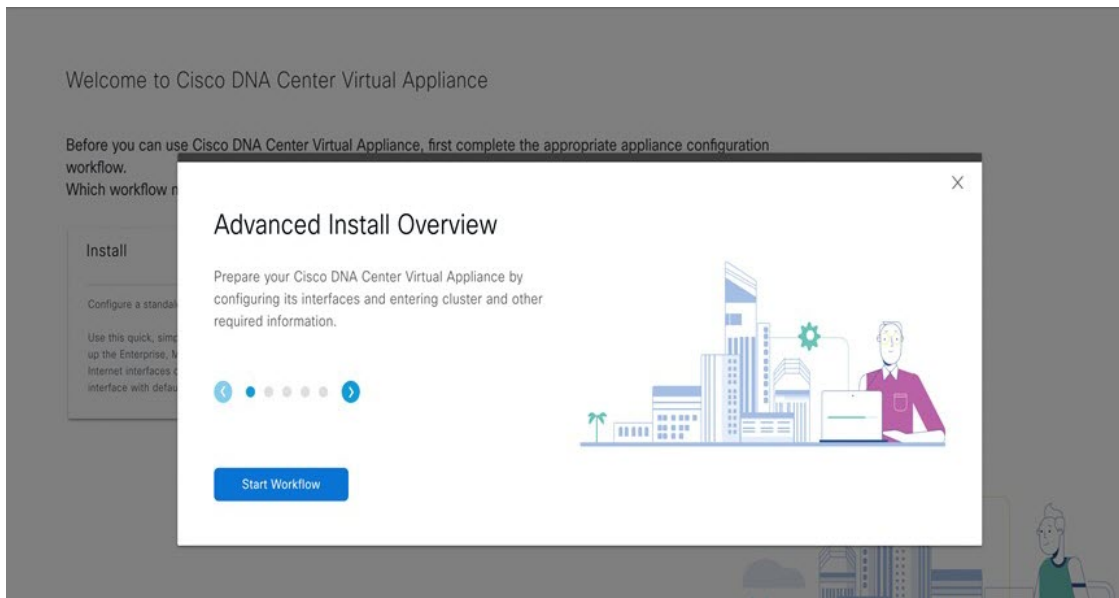 Welcome to Cisco DNA Center Virtual Appliance
Before you can use Cisco DNA Center Virtual Appliance, first complete the appropriate appliance configuration
workflow.
Which workflow
Install
Configure a
Use this quick,
up the Enterprise,
Internet interfaces
interface with
Advanced Install Overview
Prepare your Cisco DNA Center Virtual Appliance by
configuring its interfaces and entering cluster and other
required information.
Start Workflow